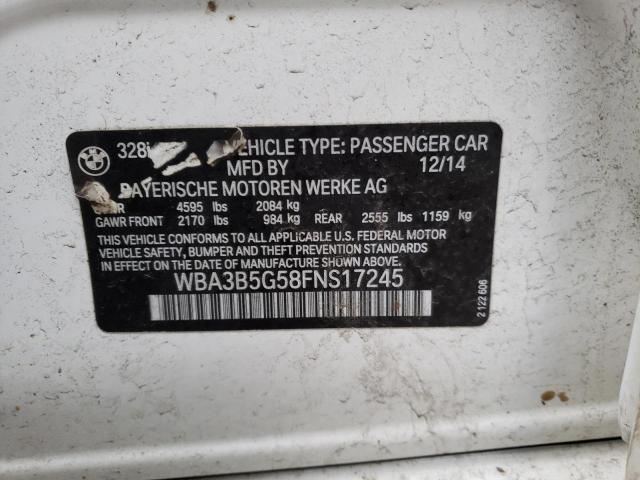 BMW
328i VEHICLE TYPE: PASSENGER CAR
MFD BY 12/14
BAYERISCHE MOTOREN WERKE AG
4595 lbs 2084 kg
GAWR FRONT 2170 lbs 984 kg REAR 2555 lbs 1159 kg
THIS VEHICLE CONFORMS TO ALL APPLICABLE U.S. FEDERAL MOTOR
VEHICLE SAFETY, BUMPER AND THEFT PREVENTION STANDARDS
IN EFFECT ON THE DATE OF MANUFACTURE SHOWN ABOVE.
WBA3B5G58FNS17245
2 122 606